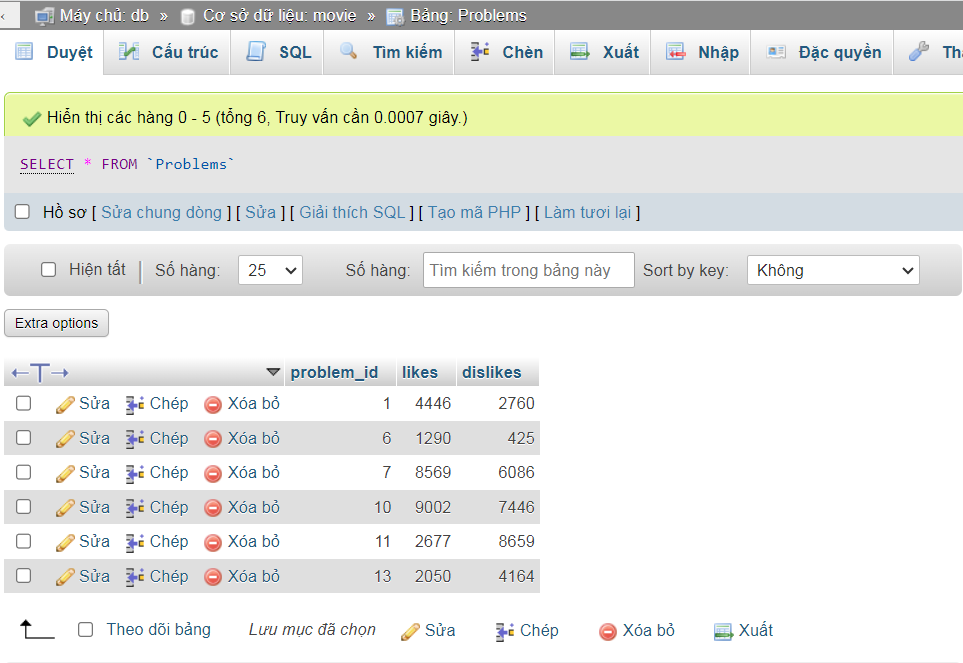 Máy chủ: db » Cơ sở dữ liệu: movie » Bảng: Problems
Duyệt Cấu trúc SQL Tìm kiếm Chèn Xuất Nhập Đặc quyền Tha
Hiển thị các hàng 0 - 5 (tổng 6, Truy vấn cần 0.0007 giây.)
SELECT * FROM `Problems`
Hồ sơ [ Sửa chung dòng ] [ Sửa ] [ Giải thích SQL ] [ Tạo mã PHP ] [ Làm tươi lại ]
Hiện tất | Số hàng: 25 Số hàng: Tìm kiếm trong bảng này Sort by key: Không
Extra options
←T→ problem_id likes dislikes
Sửa Chép Xóa bỏ 1 4446 2760
Sửa Chép Xóa bỏ 6 1290 425
Sửa Chép Xóa bỏ 7 8569 6086
Sửa Chép Xóa bỏ 10 9002 7446
Sửa Chép Xóa bỏ 11 2677 8659
Sửa Chép Xóa bỏ 13 2050 4164
Theo dõi bảng Lưu mục đã chọn Sửa Chép Xóa bỏ Xuất